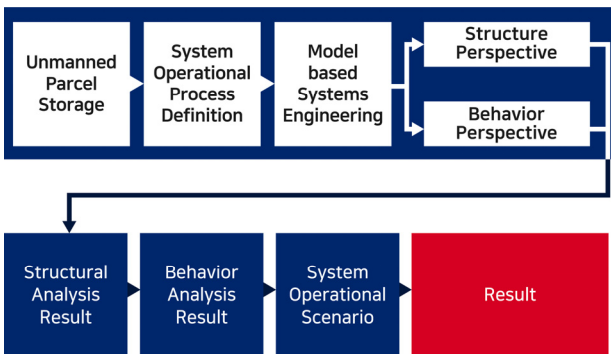 Unmanned
Parcel
Storage
System
Operational
Process
Definition
Model
based
Systems
Engineering
Structure
Perspective
Behavior
Perspective
Structural
Analysis
Result
Behavior
Analysis
Result
System
Operational
Scenario
Result